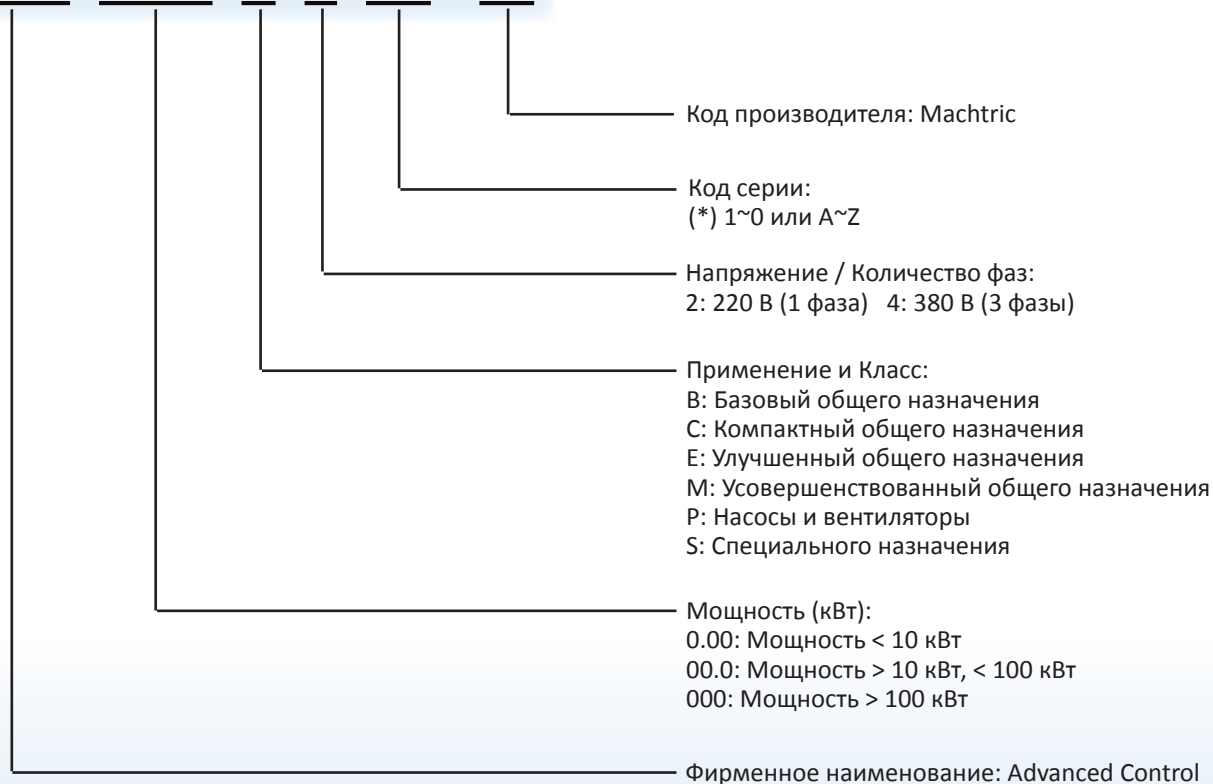 Код производителя: Machtric
Код серии:
(*) 1~0 или A~Z
Напряжение / Количество фаз:
2: 220 В (1 фаза)   4: 380 В (3 фазы)
Применение и Класс:
B: Базовый общего назначения
C: Компактный общего назначения
E: Улучшенный общего назначения
M: Усовершенствованный общего назначения
P: Насосы и вентиляторы
S: Специального назначения
Мощность (кВт):
0.00: Мощность < 10 кВт
00.0: Мощность > 10 кВт, < 100 кВт
000: Мощность > 100 кВт
Фирменное наименование: Advanced Control